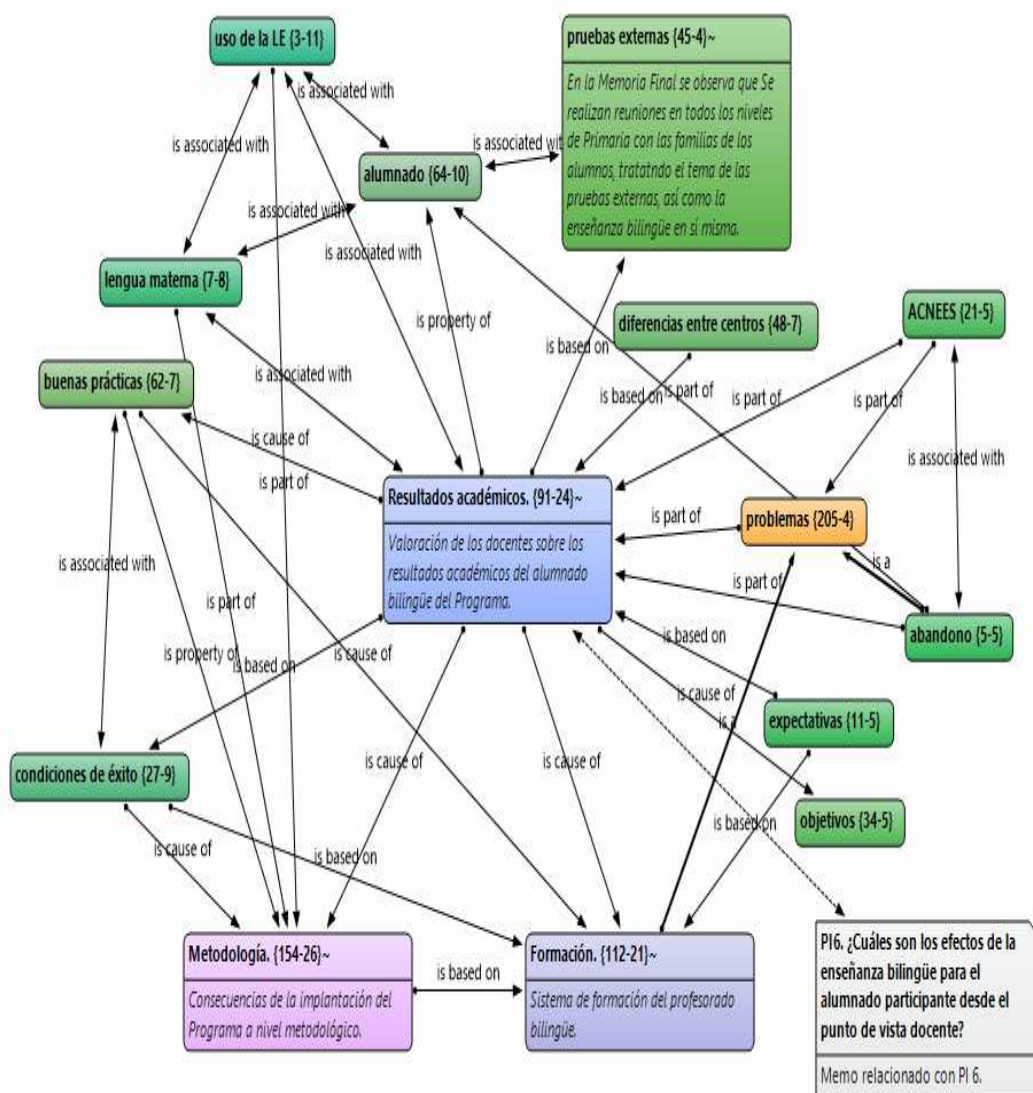 uso de la LE {3-11}
pruebas externas {45-4}~
En la Memoria Final se observa que Se
realizan reuniones en todos los niveles
de Primaria con las familias de los
alumnos, tratatndo el tema de las
pruebas externas, así como la
enseñanza bilingüe en sí misma.
is associated with
is associated with
is associated wit
alumnado {64-10}
is associated with
is associated with
lengua materna {7-8}
is property of
diferencias entre centros {48-7}
ACNEES {21-5}
is based on
is associated with
buenas prácticas {62-7}
is based on
is part of
is part of
is part of
is cause of
is associated with
is part of
Resultados académicos. {91-24}~
Valoración de los docentes sobre los
resultados académicos del alumnado
bilingüe del Programa.
problemas {205-4}
is part of
is a
is part of
is associated with
is part of
abandono {5-5}
is property of
is based on
is cause of
is based on
is cause of
is a
expectativas {11-5}
condiciones de éxito {27-9}
is cause of
is cause of
objetivos {34-5}
is based on
is cause of
is based on
Metodología. {154-26}~
Consecuencias de la implantación del
Programa a nivel metodológico.
is based on
Formación. {112-21}~
Sistema de formación del profesorado
bilingüe.
PI6. ¿Cuáles son los efectos de la
enseñanza bilingüe para el
alumnado participante desde el
punto de vista docente?
Memo relacionado con PI 6.